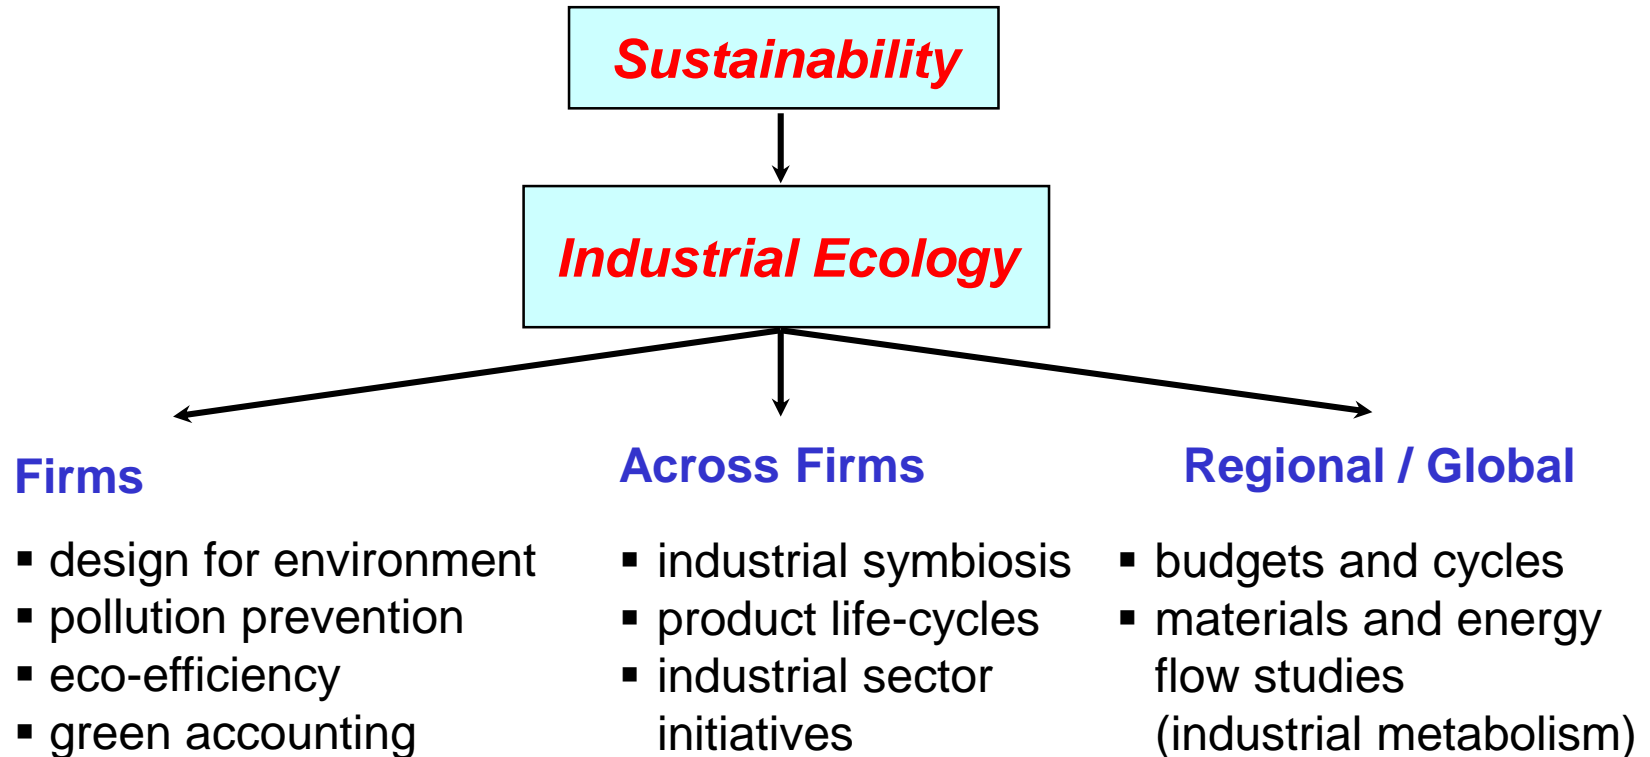 Sustainability
Industrial Ecology
Firms
▪ design for environment
▪ pollution prevention
▪ eco-efficiency
▪ green accounting
Across Firms
▪ industrial symbiosis
▪ product life-cycles
▪ industrial sector
initiatives
Regional / Global
▪ budgets and cycles
▪ materials and energy
flow studies
(industrial metabolism)